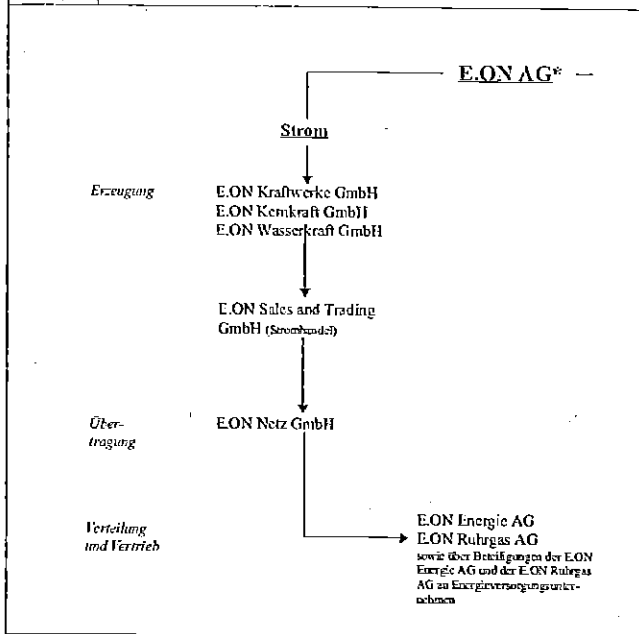 E.ON AG*
Strom
Erzeugung
E.ON Kraftwerke GmbH
E.ON Kernkraft GmbH
E.ON Wasserkraft GmbH
E.ON Sales and Trading
GmbH (Stromhandel)
Über-
tragung
E.ON Netz GmbH
Verteilung
und Vertrieb
E.ON Energie AG
E.ON Ruhrgas AG
sowie über Beteiligungen der E.ON
Energie AG und der E.ON Ruhrgas
AG zu Energieversorgungsunter-
nehmen